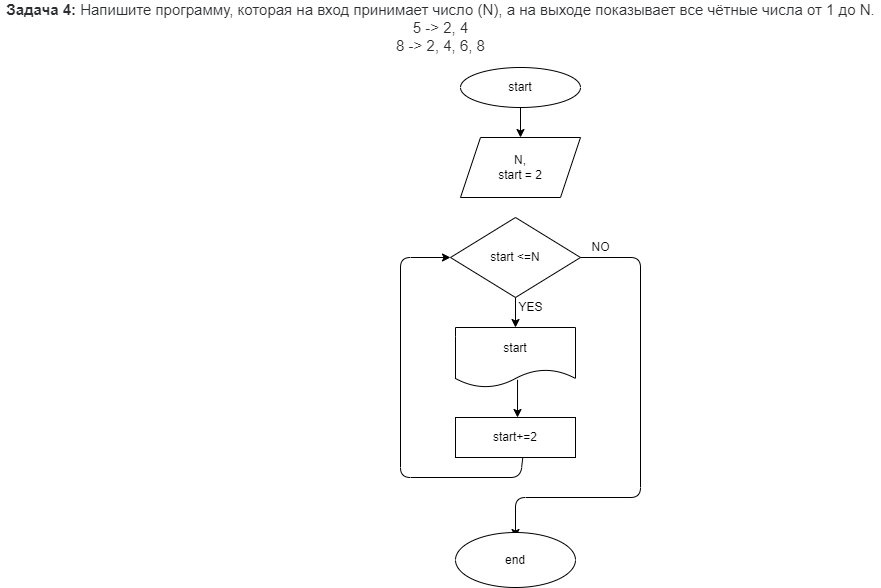 Задача 4: Напишите программу, которая на вход принимает число (N), а на выходе показывает все чётные числа от 1 до N.
5 -> 2, 4
8 -> 2, 4, 6, 8
start
N,
start = 2
start <=N
NO
YES
start
start+=2
end